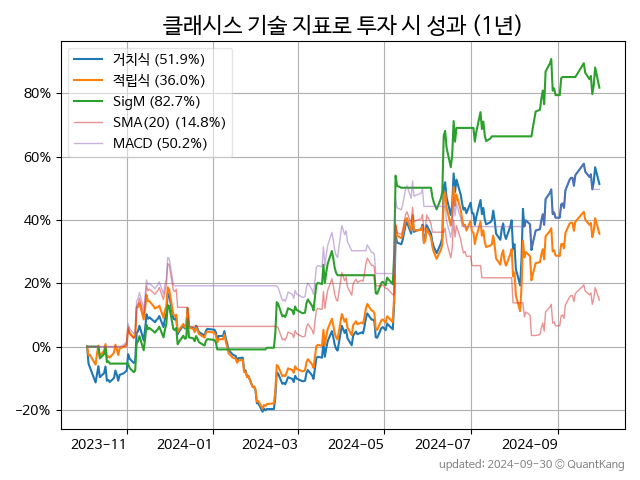 클래시스 기술 지표로 투자 시 성과 (1년)
거치식 (51.9%)
적립식 (36.0%)
SigM (82.7%)
SMA(20) (14.8%)
MACD (50.2%)
80%
60%
40%
20%
0%
−20%
2023-11 2024-01 2024-03 2024-05 2024-07 2024-09
updated: 2024-09-30 © QuantKang